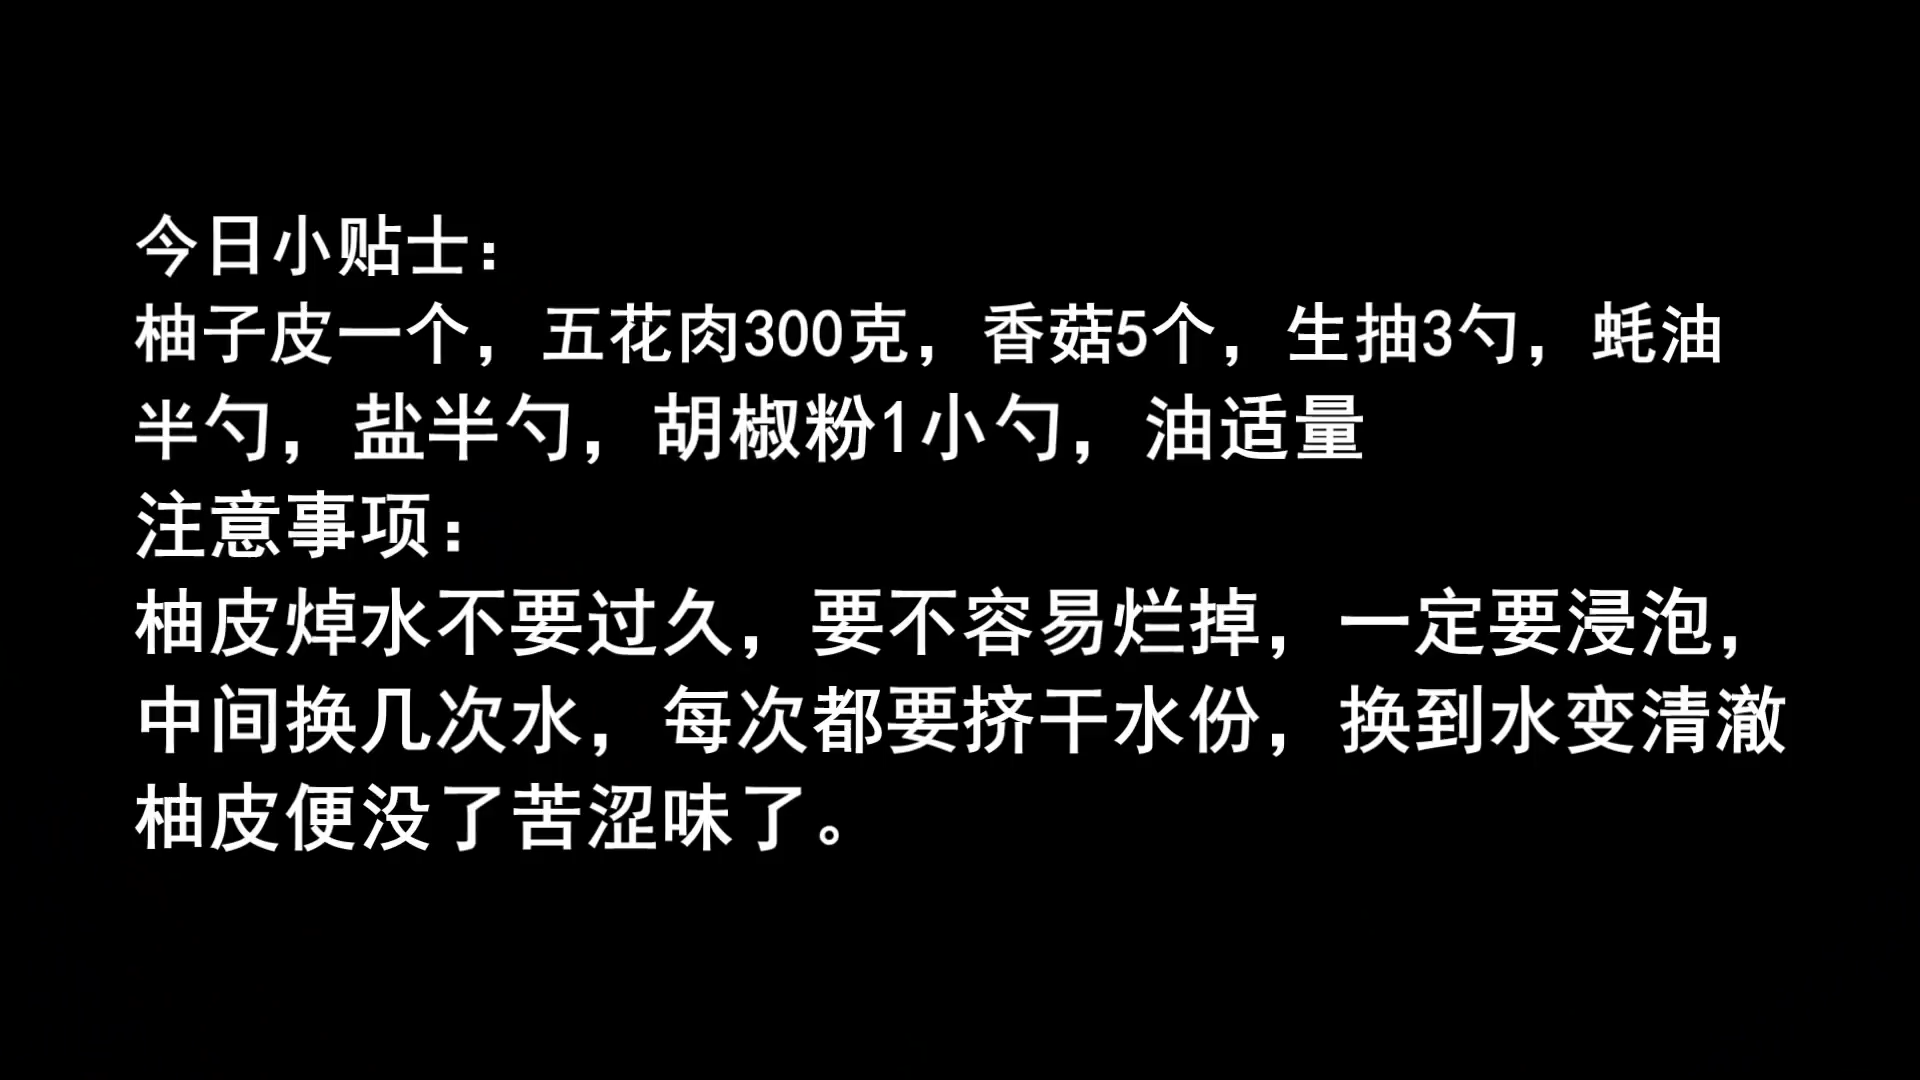 今日小贴士：
柚子皮一个，五花肉300克，香菇5个，生抽3勺，蚝油
半勺，盐半勺，胡椒粉1小勺，油适量
注意事项：
柚皮焯水不要过久，要不容易烂掉，一定要浸泡，
中间换几次水，每次都要挤干水份，换到水变清澈
柚皮便没了苦涩味了。